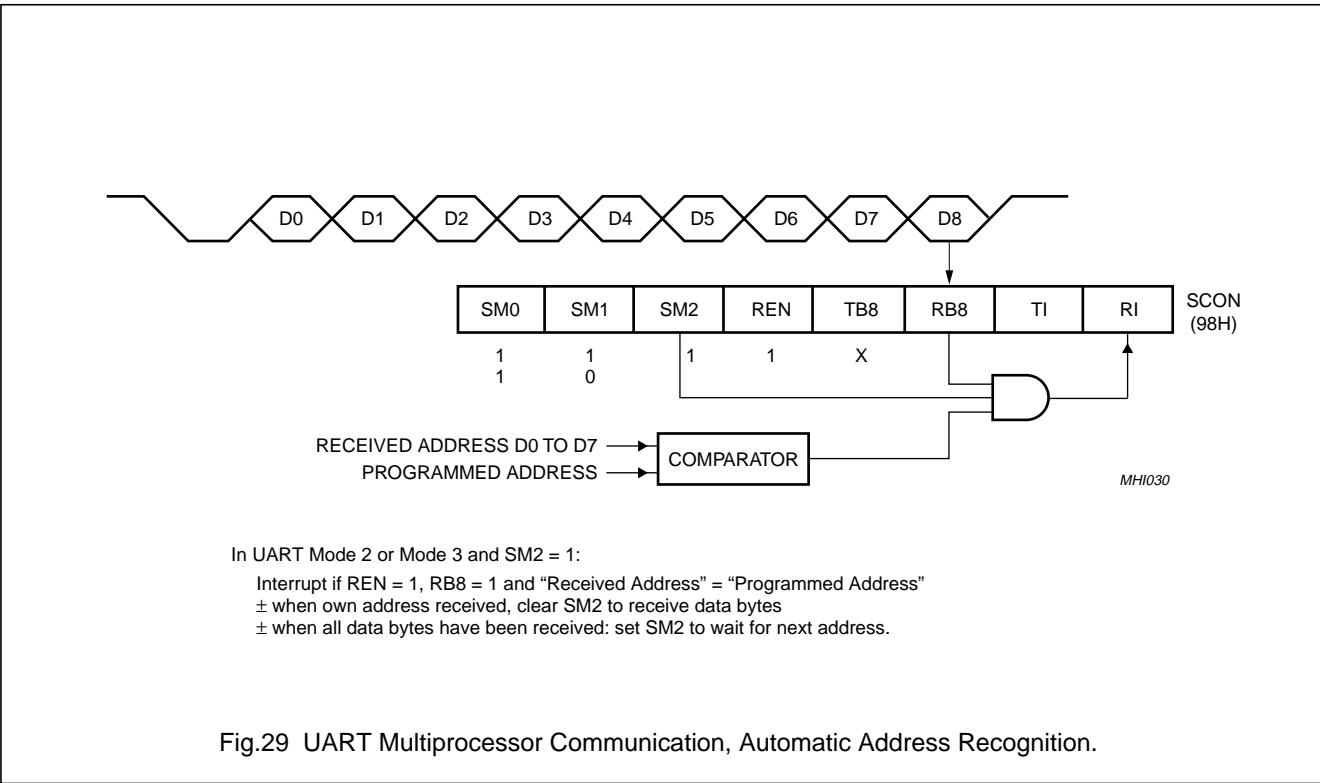 D0 D1 D2 D3 D4 D5 D6 D7 D8
SM0 SM1 SM2 REN TB8 RB8 TI RI
SCON
(98H)
1 1 1 1 X
1 0
RECEIVED ADDRESS D0 TO D7
PROGRAMMED ADDRESS
COMPARATOR
MHI030
In UART Mode 2 or Mode 3 and SM2 = 1:
Interrupt if REN = 1, RB8 = 1 and “Received Address” = “Programmed Address”
± when own address received, clear SM2 to receive data bytes
± when all data bytes have been received: set SM2 to wait for next address.
Fig.29 UART Multiprocessor Communication, Automatic Address Recognition.